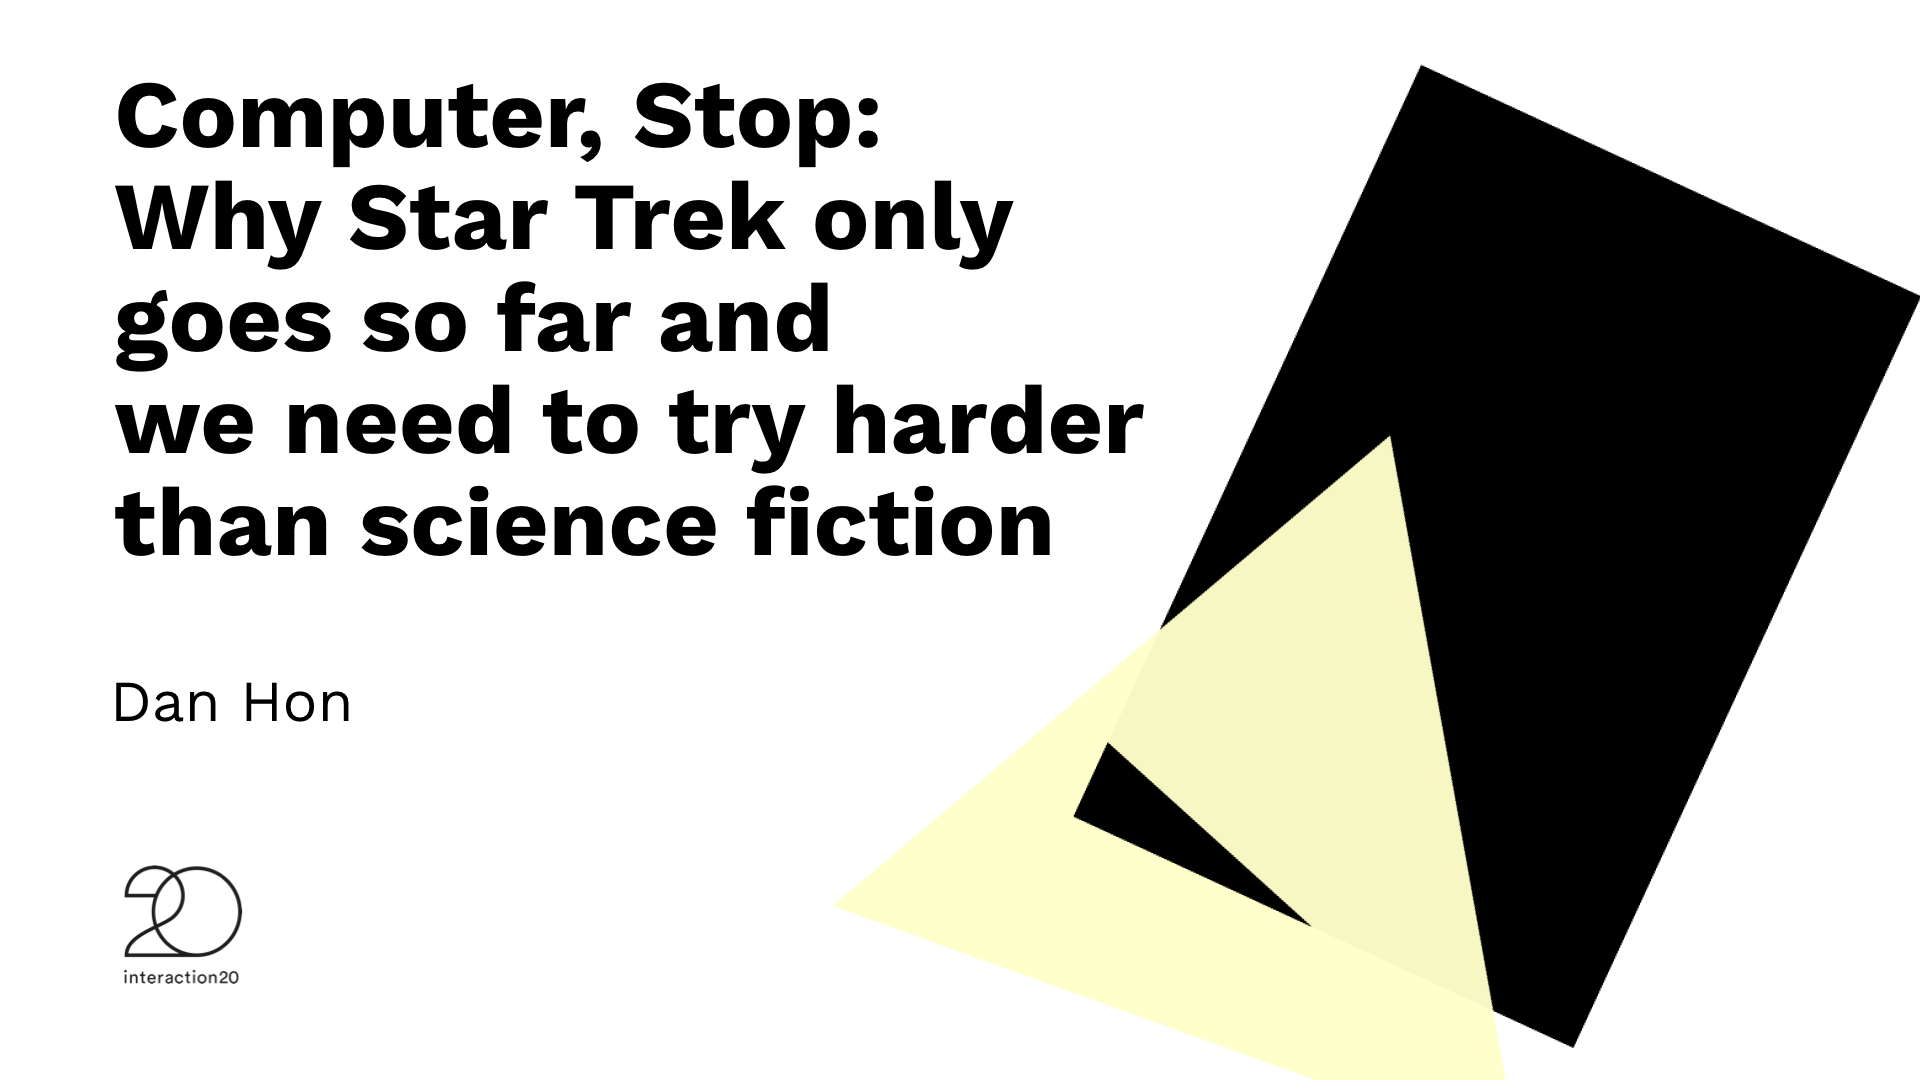 Computer, Stop:
Why Star Trek only
goes so far and
we need to try harder
than science fiction
Dan Hon
20
interaction20